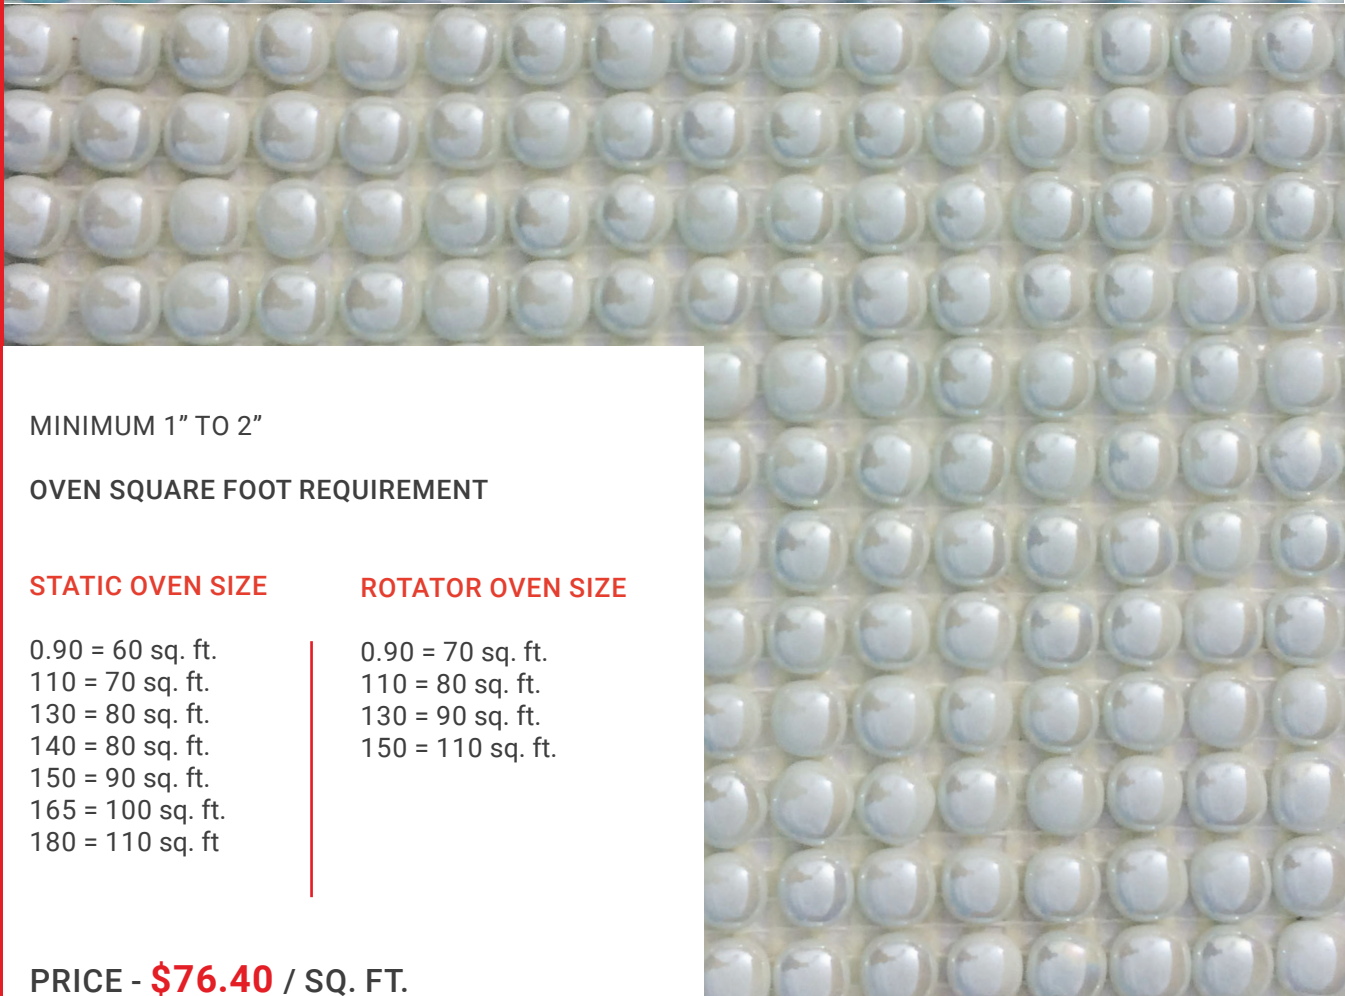 MINIMUM 1” TO 2”
OVEN SQUARE FOOT REQUIREMENT
STATIC OVEN SIZE
0.90 = 60 sq. ft.
110 = 70 sq. ft.
130 = 80 sq. ft.
140 = 80 sq. ft.
150 = 90 sq. ft.
165 = 100 sq. ft.
180 = 110 sq. ft
ROTATOR OVEN SIZE
0.90 = 70 sq. ft.
110 = 80 sq. ft.
130 = 90 sq. ft.
150 = 110 sq. ft.
PRICE - $76.40 / SQ. FT.